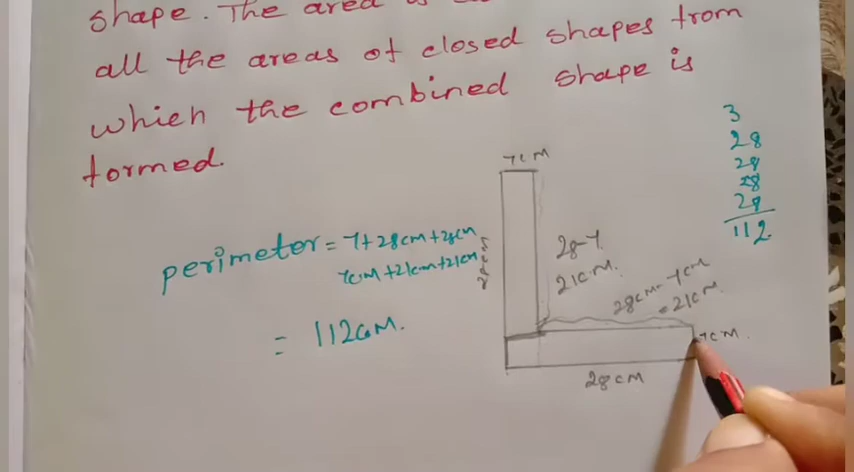 shape. The area is
all the areas of closed shapes from
which the combined shape is
formed.
7cm
perimeter = 7+28cm+28cm
7cm+21cm+21cm
= 112cm.
28cm
28-7
21cm.
28cm-7cm
=21cm.
7cm.
28cm
3
28
28
28
28
112